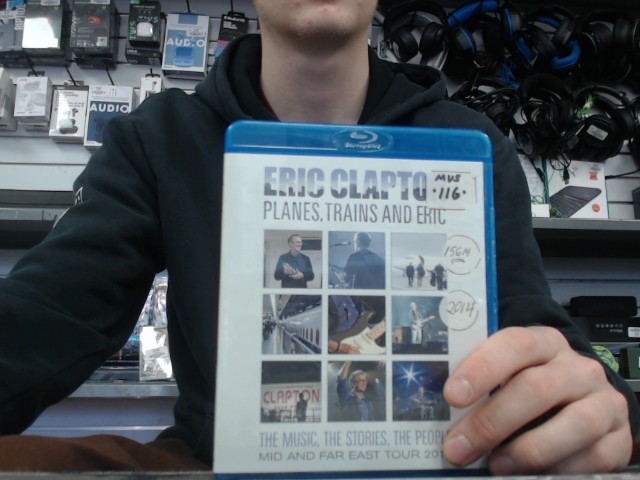 AUDIO
AUDIO
Blu-ray Disc
ERIC CLAPTO
MVS
·116·
PLANES, TRAINS AND ERIC
156M
2014
CLAPTON
THE MUSIC, THE STORIES, THE PEOPL
MID AND FAR EAST TOUR 201